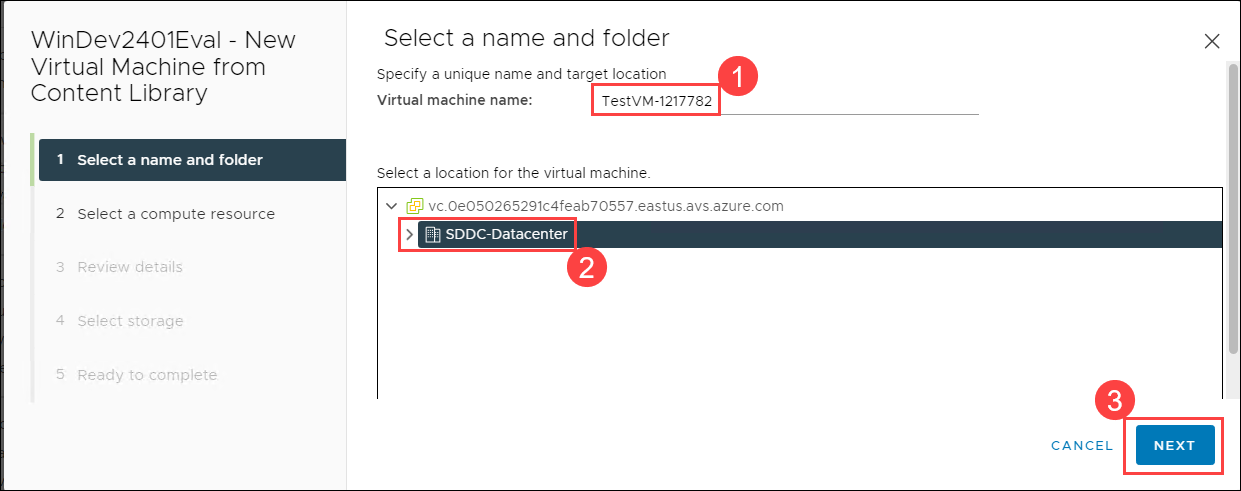 WinDev2401Eval - New
Virtual Machine from
Content Library
1 Select a name and folder
2 Select a compute resource
3 Review details
4 Select storage
5 Ready to complete
Select a name and folder
Specify a unique name and target location
1
Virtual machine name: TestVM-1217782
Select a location for the virtual machine.
vc.0e050265291c4feab70557.eastus.avs.azure.com
SDDC-Datacenter
2
3
CANCEL NEXT